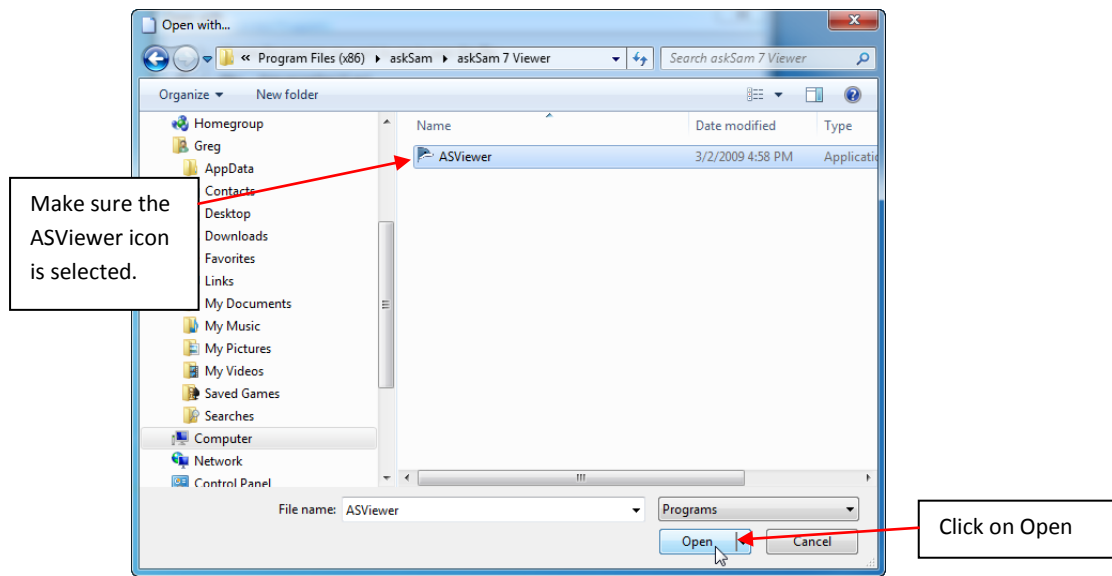 Open with...
« Program Files (x86) ▸ askSam ▸ askSam 7 Viewer
Search askSam 7 Viewer
Organize ▾ New folder
Homegroup
Greg
AppData
Contacts
Desktop
Downloads
Favorites
Links
My Documents
My Music
My Pictures
My Videos
Saved Games
Searches
Computer
Network
Control Panel
Name Date modified Type
ASViewer 3/2/2009 4:58 PM Applicatio
Make sure the
ASViewer icon
is selected.
File name: ASViewer
Programs
Open Cancel
Click on Open